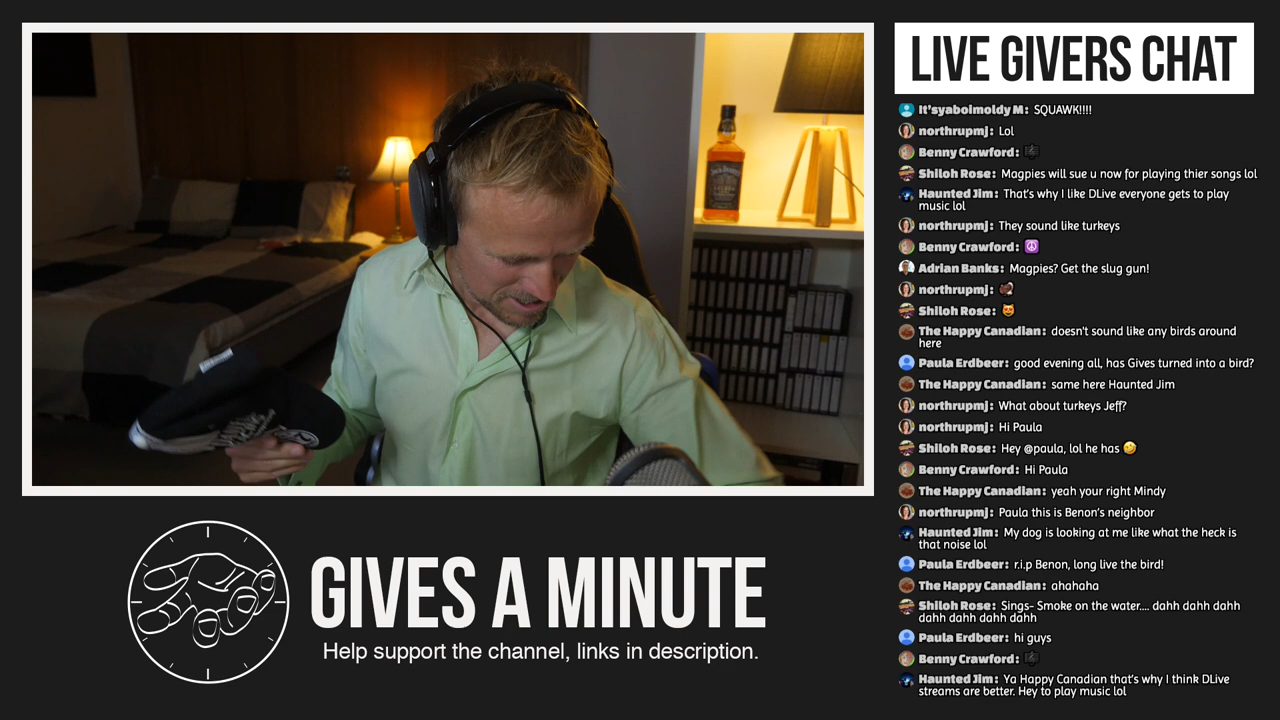 LIVE GIVERS CHAT
It'syaboimoldy M: SQUAWK!!!!
northrupmj: Lol
Benny Crawford:
Shiloh Rose: Magpies will sue u now for playing thier songs lol
Haunted Jim: That's why I like DLive everyone gets to play
music lol
northrupmj: They sound like turkeys
Benny Crawford: ☮
Adrian Banks: Magpies? Get the slug gun!
northrupmj: 🦃
Shiloh Rose: 😺
The Happy Canadian: doesn't sound like any birds around
here
Paula Erdbeer: good evening all, has Gives turned into a bird?
The Happy Canadian: same here Haunted Jim
northrupmj: What about turkeys Jeff?
northrupmj: Hi Paula
Shiloh Rose: Hey @paula, lol he has 🤣
Benny Crawford: Hi Paula
The Happy Canadian: yeah your right Mindy
northrupmj: Paula this is Benon's neighbor
Haunted Jim: My dog is looking at me like what the heck is
that noise lol
Paula Erdbeer: r.i.p Benon, long live the bird!
The Happy Canadian: ahahaha
Shiloh Rose: Sings- Smoke on the water.... dahh dahh dahh
dahh dahh dahh dahh
Paula Erdbeer: hi guys
Benny Crawford:
Haunted Jim: Ya Happy Canadian that's why I think DLive
streams are better. Hey to play music lol
GIVES A MINUTE
Help support the channel, links in description.